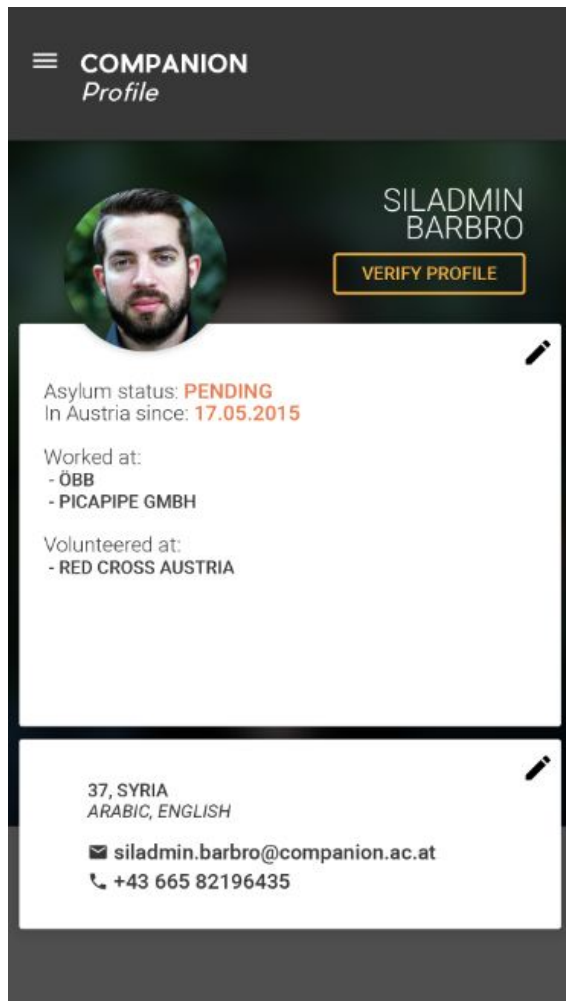 COMPANION
Profile
SILADMIN
BARBRO
VERIFY PROFILE
Asylum status: PENDING
In Austria since: 17.05.2015
Worked at:
- ÖBB
- PICAPIPE GMBH
Volunteered at:
- RED CROSS AUSTRIA
37, SYRIA
ARABIC, ENGLISH
siladmin.barbro@companion.ac.at
+43 665 82196435